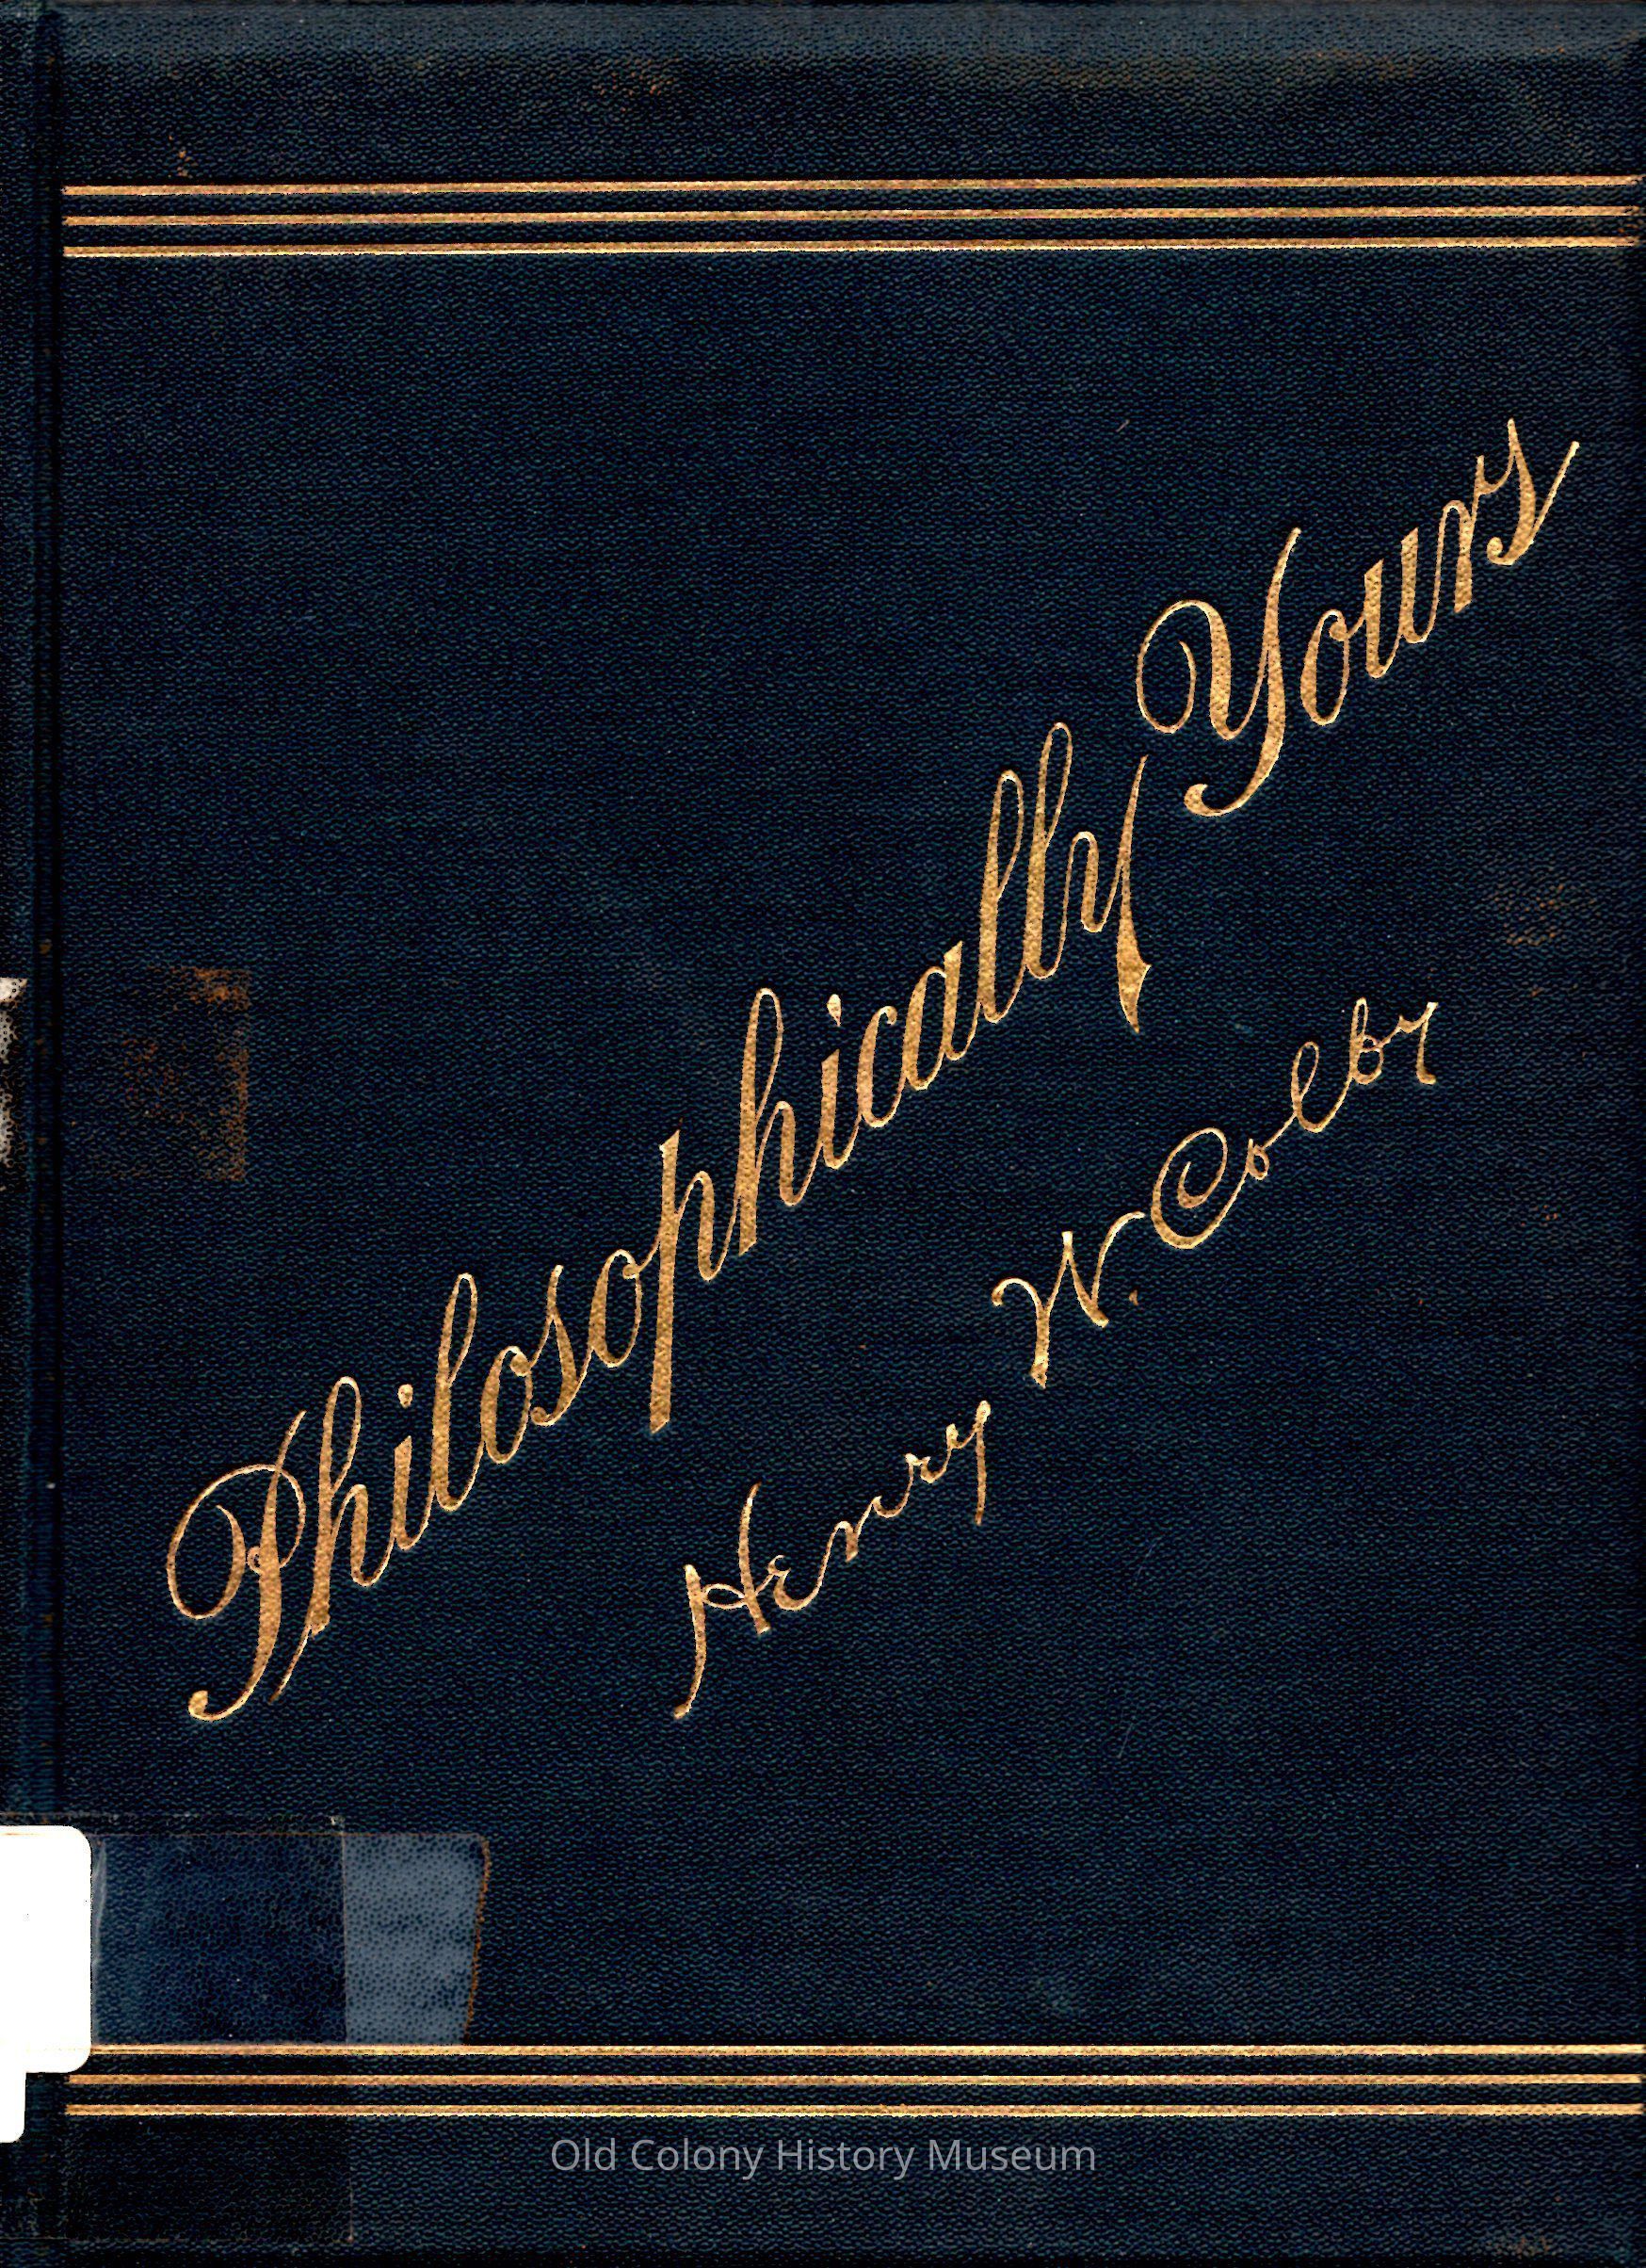 Philosophically Yours
Henry W. Colby
Old Colony History Museum